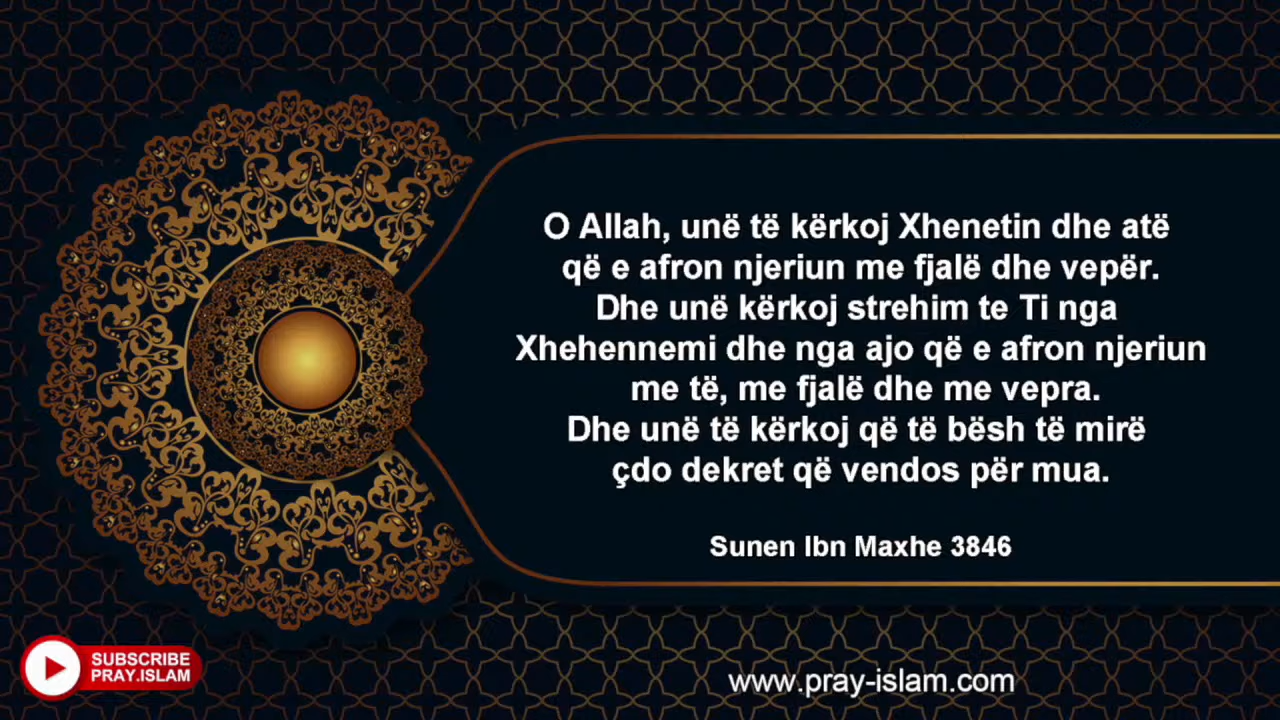 O Allah, unë të kërkoj Xhenetin dhe atë
që e afron njeriun me fjalë dhe vepër.
Dhe unë kërkoj strehim te Ti nga
Xhehennemi dhe nga ajo që e afron njeriun
me të, me fjalë dhe me vepra.
Dhe unë të kërkoj që të bësh të mirë
çdo dekret që vendos për mua.
Sunen Ibn Maxhe 3846
SUBSCRIBE
PRAY.ISLAM
www.pray-islam.com